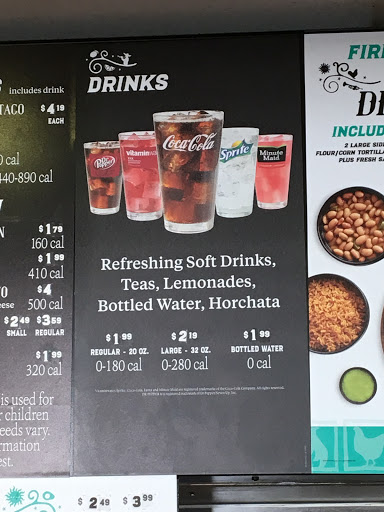 includes drink
TACO $4 19
EACH
0 cal
440-890 cal
N $1 79
160 cal
$1 99
410 cal
$4
500 cal
$2 49 $3 59
SMALL REGULAR
$1 99
320 cal
is used for
children
eeds vary.
rmation
est.
DRINKS
Dr Pepper
vitamin
Coca-Cola
Sprite
Minute Maid
Refreshing Soft Drinks,
Teas, Lemonades,
Bottled Water, Horchata
$1 99 $2 19 $1 99
REGULAR - 20 OZ. LARGE - 32 OZ. BOTTLED WATER
0-180 cal 0-280 cal 0 cal
FIR
INCLUD
2 LARGE SID
FLOUR/CORN TORTILLA
PLUS FRESH SA
$2 49 $3 99